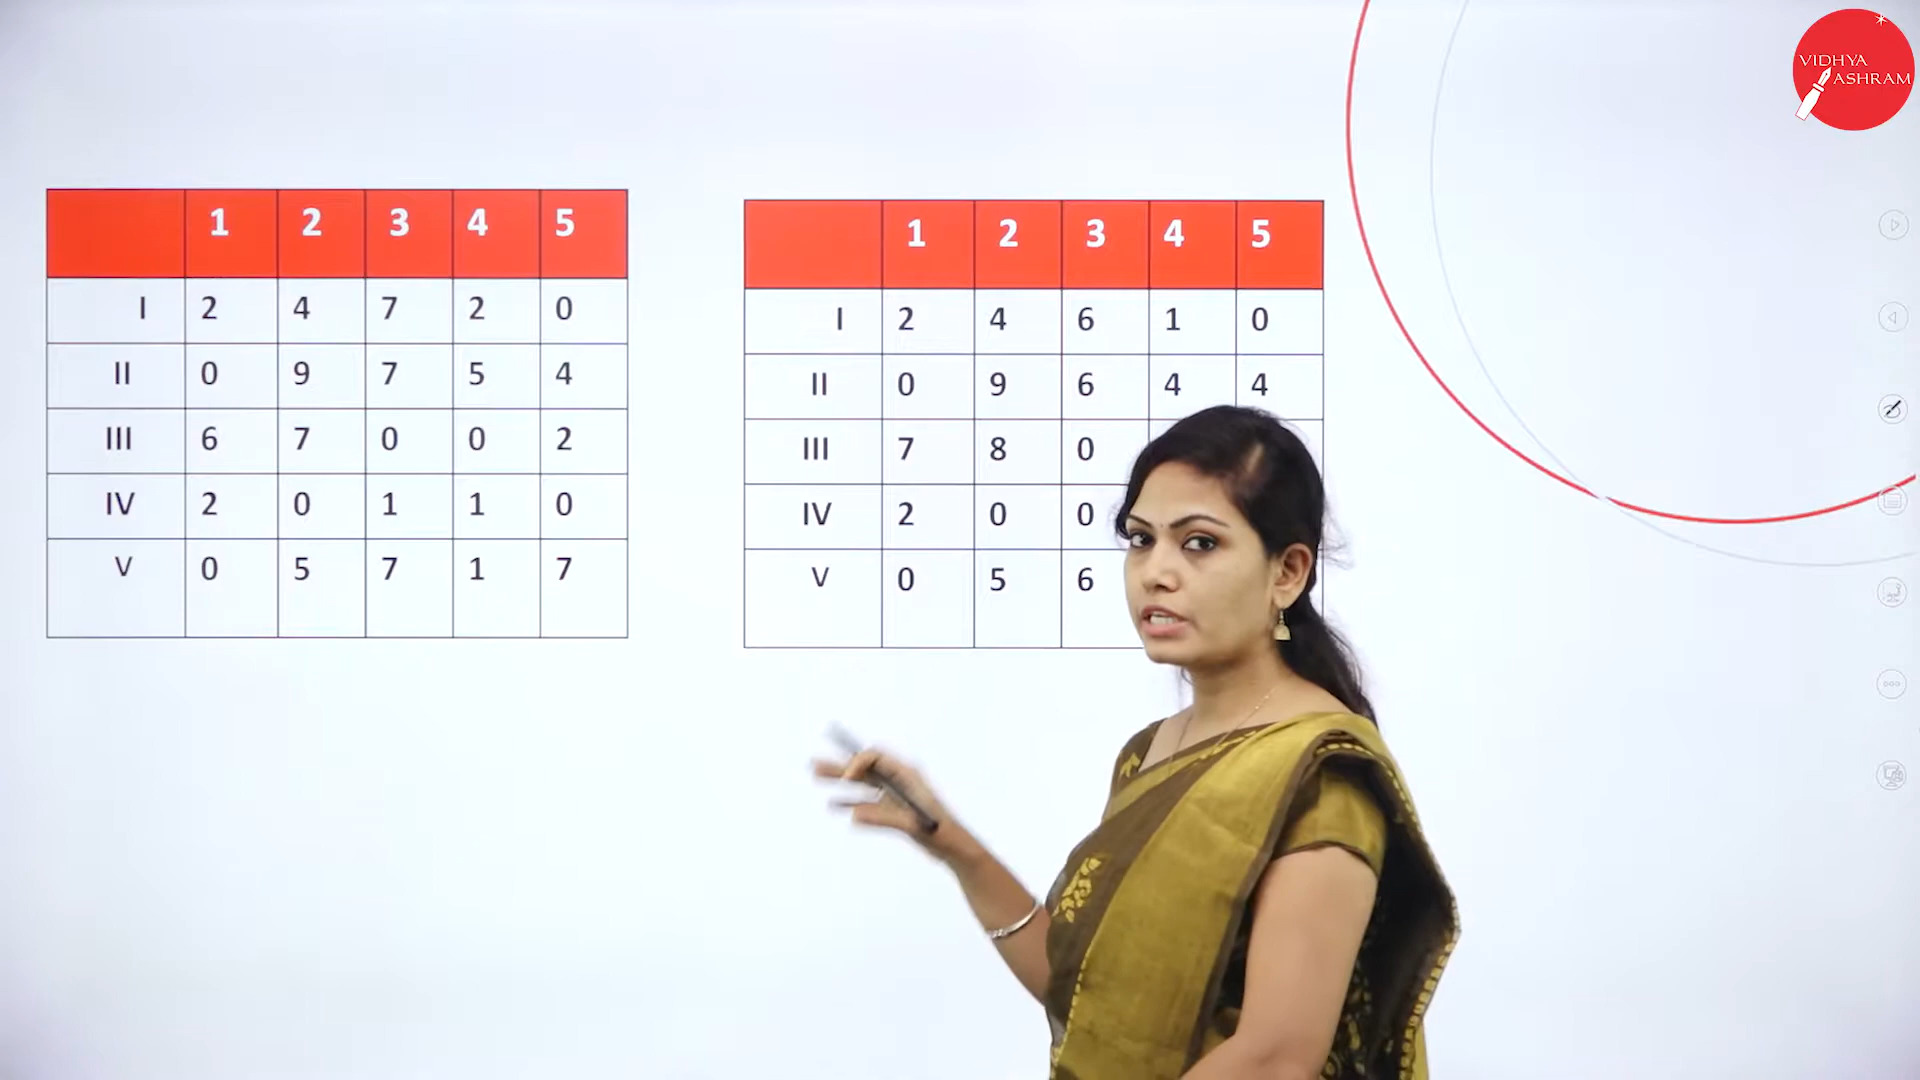 VIDHYA
ASHRAM
1 2 3 4 5
I 2 4 7 2 0
II 0 9 7 5 4
III 6 7 0 0 2
IV 2 0 1 1 0
V 0 5 7 1 7
1 2 3 4 5
I 2 4 6 1 0
II 0 9 6 4 4
III 7 8 0
IV 2 0 0
V 0 5 6